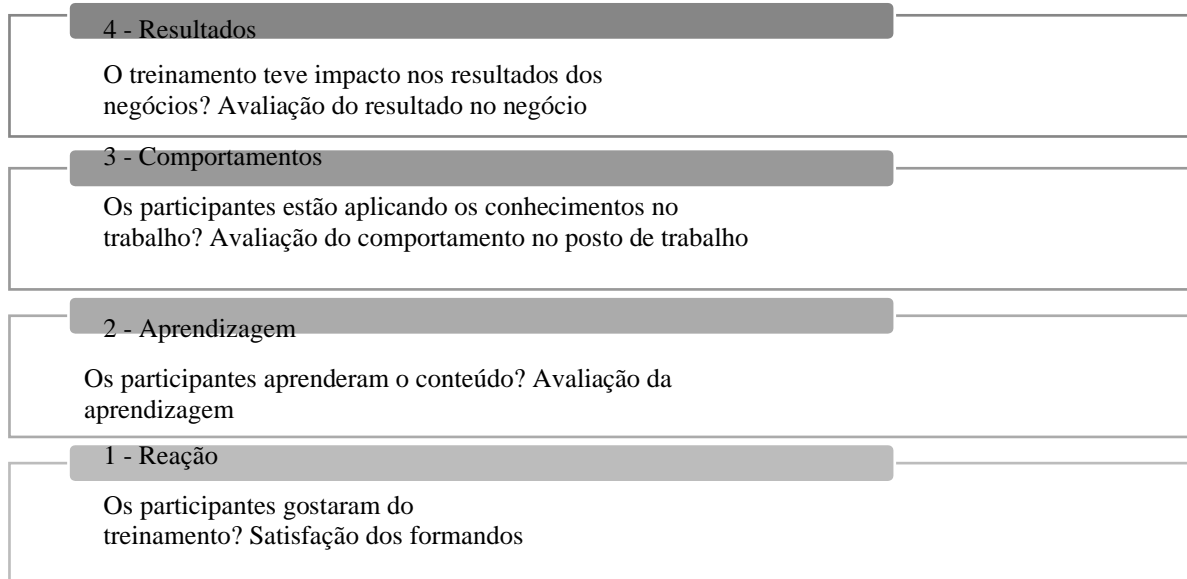 4 - Resultados
O treinamento teve impacto nos resultados dos
negócios? Avaliação do resultado no negócio
3 - Comportamentos
Os participantes estão aplicando os conhecimentos no
trabalho? Avaliação do comportamento no posto de trabalho
2 - Aprendizagem
Os participantes aprenderam o conteúdo? Avaliação da
aprendizagem
1 - Reação
Os participantes gostaram do
treinamento? Satisfação dos formandos